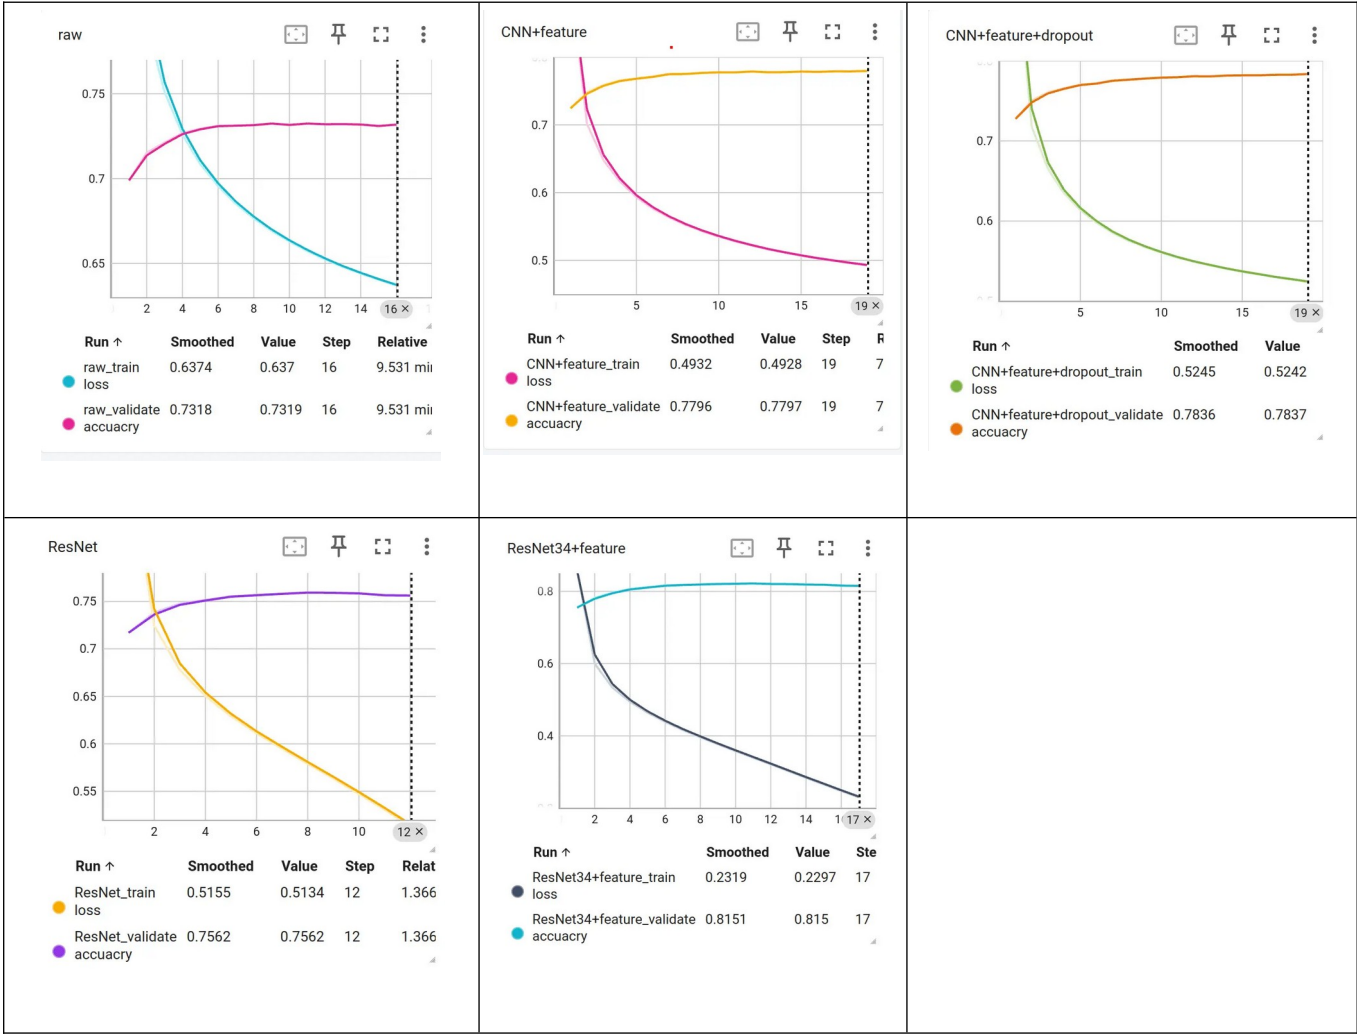 raw
0.75
0.7
0.65
2 4 6 8 10 12 14 16 ×
Run ↑ Smoothed Value Step Relative
raw_train 0.6374 0.637 16 9.531 min
loss
raw_validate 0.7318 0.7319 16 9.531 min
accuacry
CNN+feature
0.7
0.6
0.5
5 10 15 19 ×
Run ↑ Smoothed Value Step R
CNN+feature_train 0.4932 0.4928 19 7
loss
CNN+feature_validate 0.7796 0.7797 19 7
accuacry
CNN+feature+dropout
0.7
0.6
5 10 15 19 ×
Run ↑ Smoothed Value
CNN+feature+dropout_train 0.5245 0.5242
loss
CNN+feature+dropout_validate 0.7836 0.7837
accuacry
ResNet
0.75
0.7
0.65
0.6
0.55
2 4 6 8 10 12 ×
Run ↑ Smoothed Value Step Relat
ResNet_train 0.5155 0.5134 12 1.366
loss
ResNet_validate 0.7562 0.7562 12 1.366
accuacry
ResNet34+feature
0.8
0.6
0.4
2 4 6 8 10 12 14 17 ×
Run ↑ Smoothed Value Ste
ResNet34+feature_train 0.2319 0.2297 17
loss
ResNet34+feature_validate 0.8151 0.815 17
accuacry